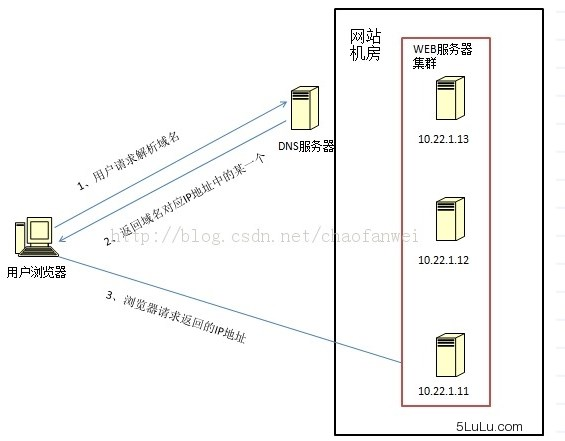 网站
机房
WEB服务器
集群
10.22.1.13
DNS服务器
1、用户请求解析域名
2、返回域名对应IP地址中的某一个
http://blog.csdn.net/chaofanwei
用户浏览器
10.22.1.12
3、浏览器请求返回的IP地址
10.22.1.11
5LuLu.com